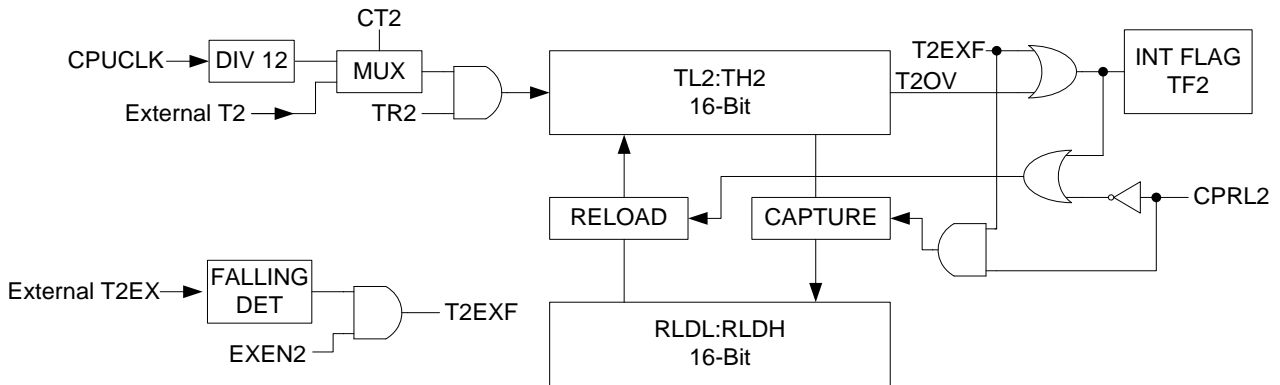 CT2
CPUCLK
DIV 12
MUX
External T2
TR2
TL2:TH2
16-Bit
T2EXF
T2OV
INT FLAG
TF2
RELOAD
CAPTURE
CPRL2
External T2EX
FALLING
DET
EXEN2
T2EXF
RLDL:RLDH
16-Bit